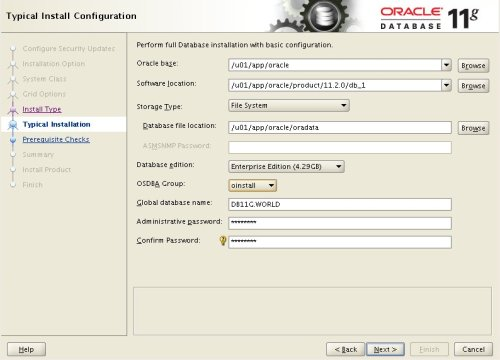 Typical Install Configuration
ORACLE
DATABASE 11g
Configure Security Updates
Installation Option
System Class
Grid Options
Install Type
Typical Installation
Prerequisite Checks
Summary
Install Product
Finish
Perform full Database installation with basic configuration.
Oracle base: /u01/app/oracle Browse
Software location: /u01/app/oracle/product/11.2.0/db_1 Browse
Storage Type: File System
Database file location: /u01/app/oracle/oradata Browse
ASMSNMP Password:
Database edition: Enterprise Edition (4.29GB)
OSDBA Group: oinstall
Global database name: DB11G.WORLD
Administrative password: ********
Confirm Password: ********
Help < Back Next > Finish Cancel